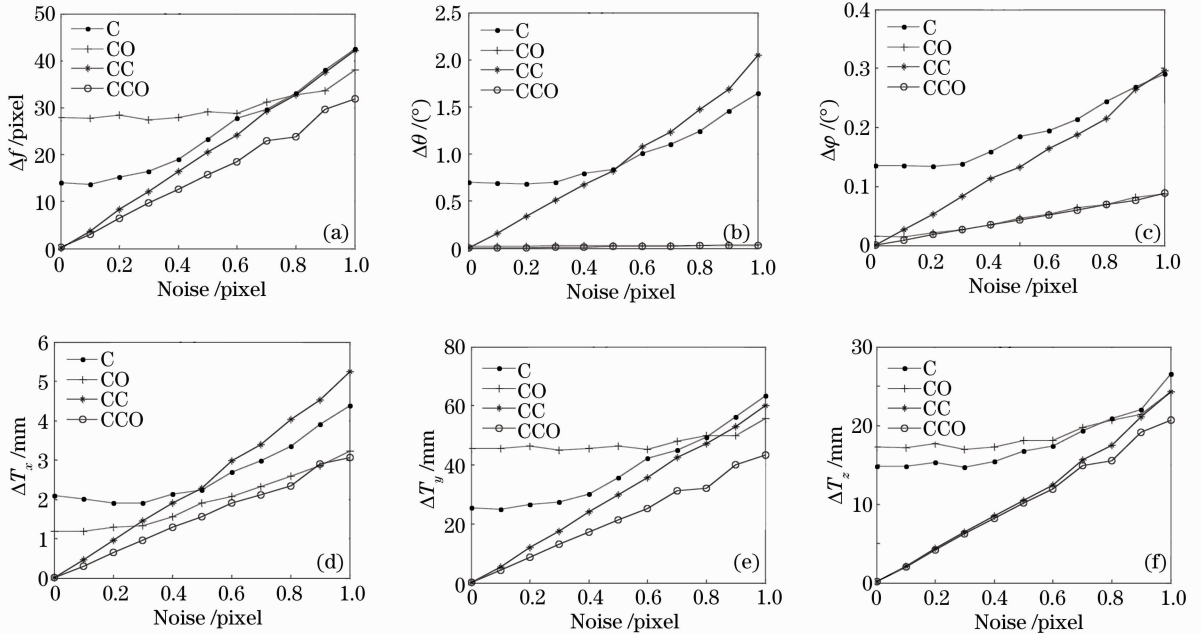 50
40
30
20
10
0
Δf /pixel
C
CO
CC
CCO
(a)
0 0.2 0.4 0.6 0.8 1.0
Noise /pixel
2.5
2.0
1.5
1.0
0.5
0
Δθ /(°)
C
CO
CC
CCO
(b)
0 0.2 0.4 0.6 0.8 1.0
Noise /pixel
0.4
0.3
0.2
0.1
0
Δφ /(°)
C
CO
CC
CCO
(c)
0 0.2 0.4 0.6 0.8 1.0
Noise /pixel
6
5
4
3
2
1
0
ΔTx /mm
C
CO
CC
CCO
(d)
0 0.2 0.4 0.6 0.8 1.0
Noise /pixel
80
60
40
20
0
ΔTy /mm
C
CO
CC
CCO
(e)
0 0.2 0.4 0.6 0.8 1.0
Noise /pixel
30
20
10
0
ΔTz /mm
C
CO
CC
CCO
(f)
0 0.2 0.4 0.6 0.8 1.0
Noise /pixel